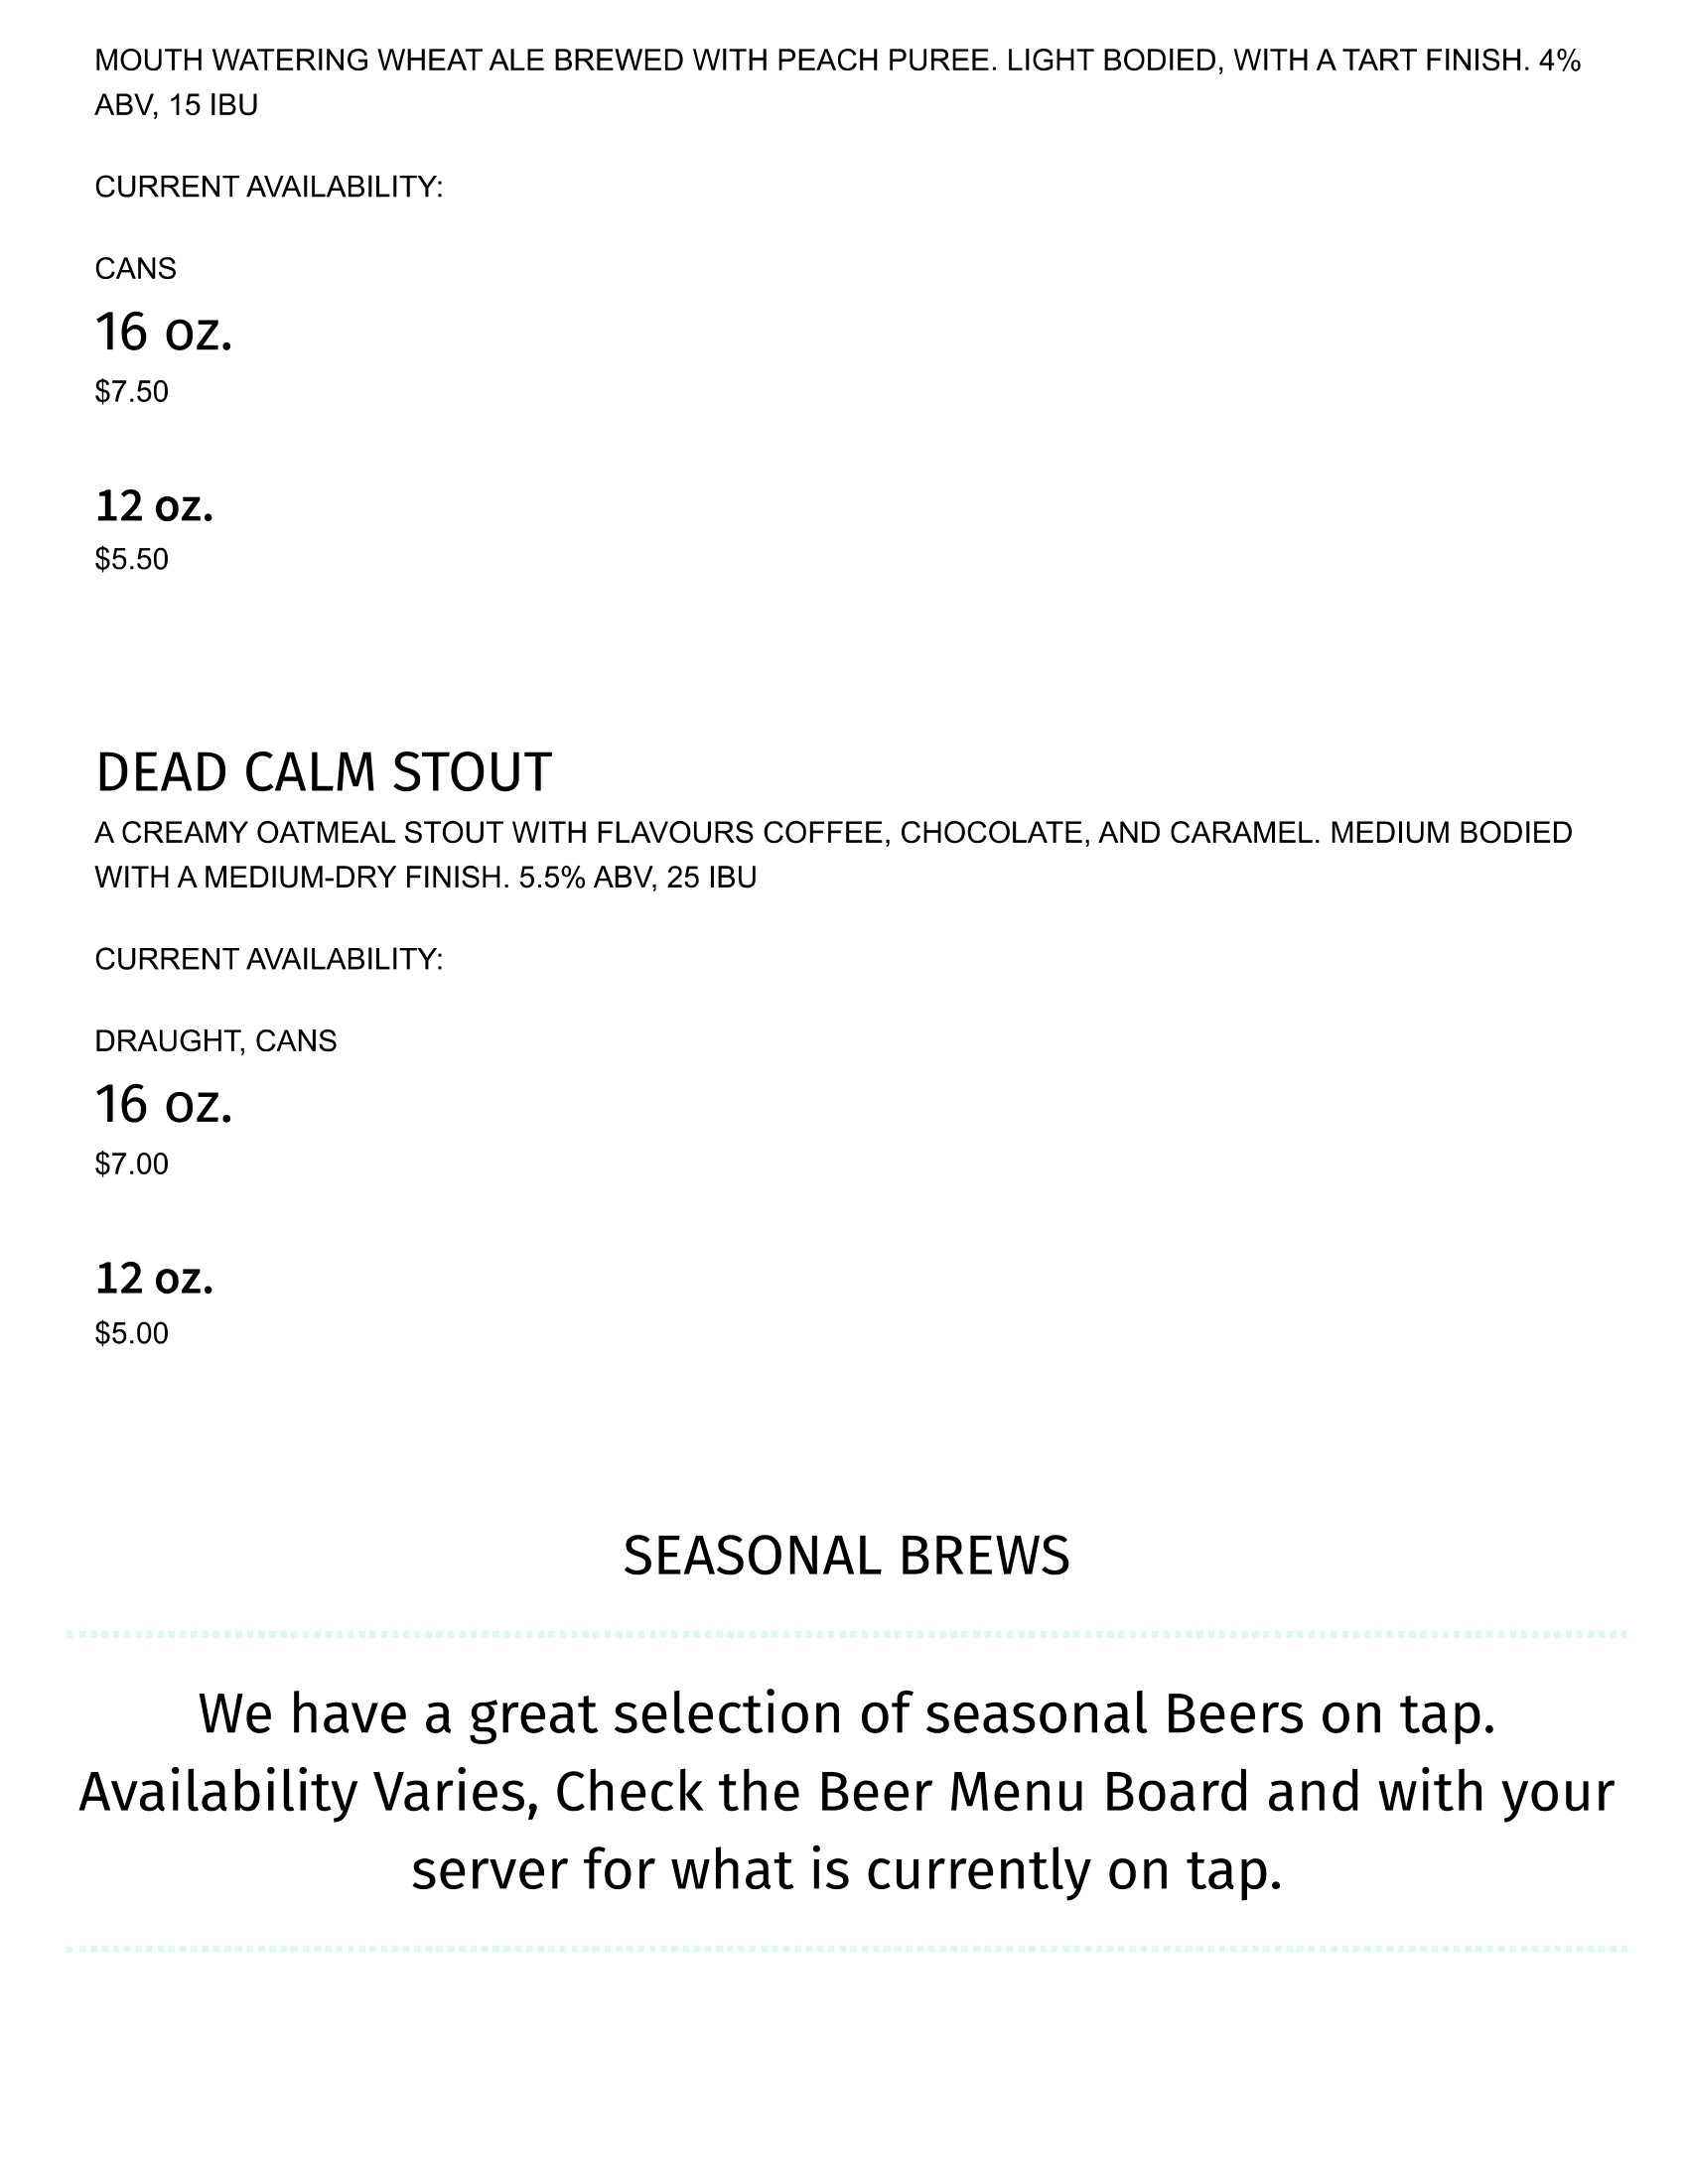 MOUTH WATERING WHEAT ALE BREWED WITH PEACH PUREE. LIGHT BODIED, WITH A TART FINISH. 4%
ABV, 15 IBU
CURRENT AVAILABILITY:
CANS
16 oz.
$7.50
12 oz.
$5.50
DEAD CALM STOUT
A CREAMY OATMEAL STOUT WITH FLAVOURS COFFEE, CHOCOLATE, AND CARAMEL. MEDIUM BODIED
WITH A MEDIUM-DRY FINISH. 5.5% ABV, 25 IBU
CURRENT AVAILABILITY:
DRAUGHT, CANS
16 oz.
$7.00
12 oz.
$5.00
SEASONAL BREWS
We have a great selection of seasonal Beers on tap.
Availability Varies, Check the Beer Menu Board and with your
server for what is currently on tap.